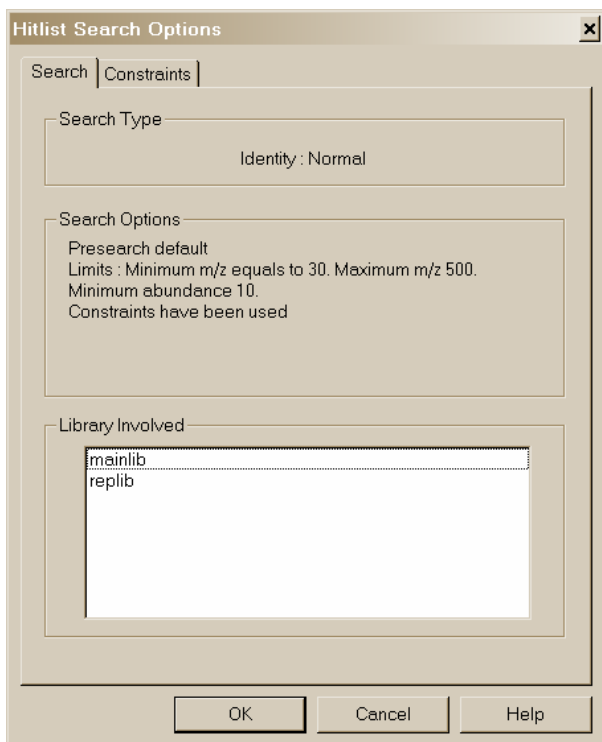 Hitlist Search Options
Search
Constraints
Search Type
Identity : Normal
Search Options
Presearch default
Limits : Minimum m/z equals to 30. Maximum m/z 500.
Minimum abundance 10.
Constraints have been used
Library Involved
mainlib
replib
OK
Cancel
Help